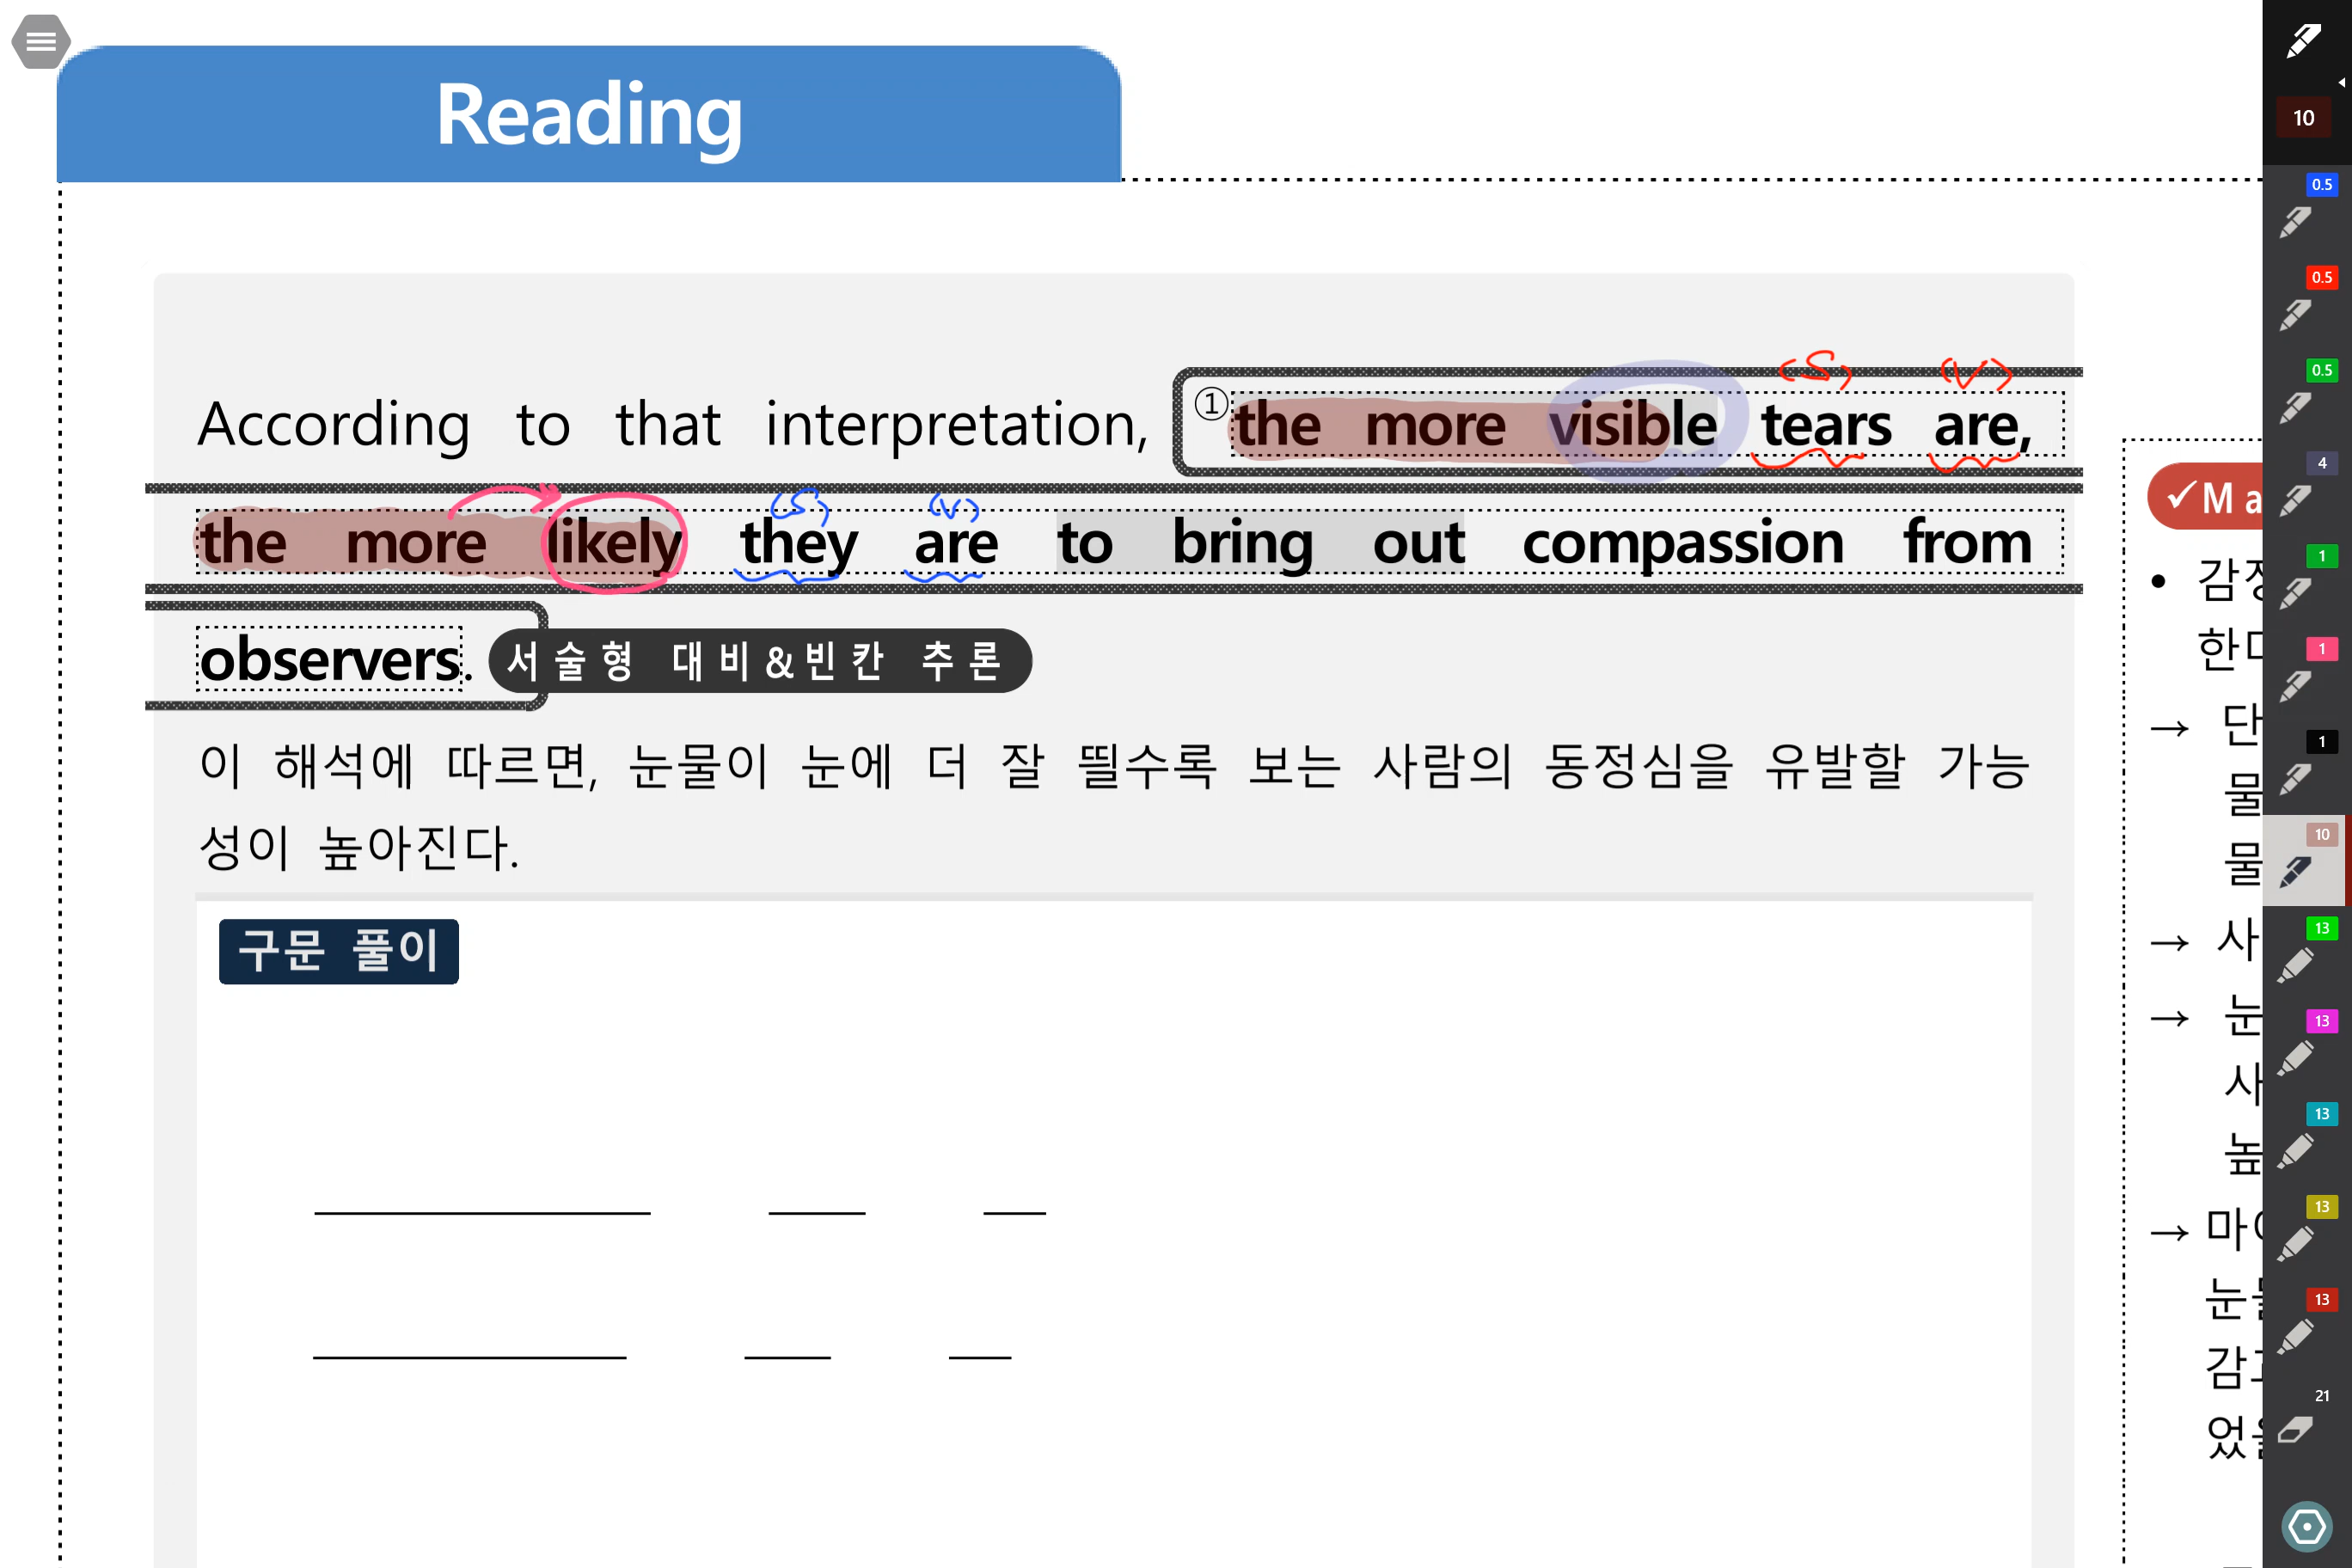 Reading
(S) (V)
According to that interpretation, ① the more visible tears are,
(S) (V)
the more likely they are to bring out compassion from
observers. 서술형 대비&빈칸 추론
이 해석에 따르면, 눈물이 눈에 더 잘 띌수록 보는 사람의 동정심을 유발할 가능
성이 높아진다.
구문 풀이
✓Ma
• 감정
한다
→ 단
물
물
→ 사
→ 눈
사
높
→ 마
눈물
감
었을
10
0.5
0.5
0.5
4
1
1
1
10
13
13
13
13
13
21